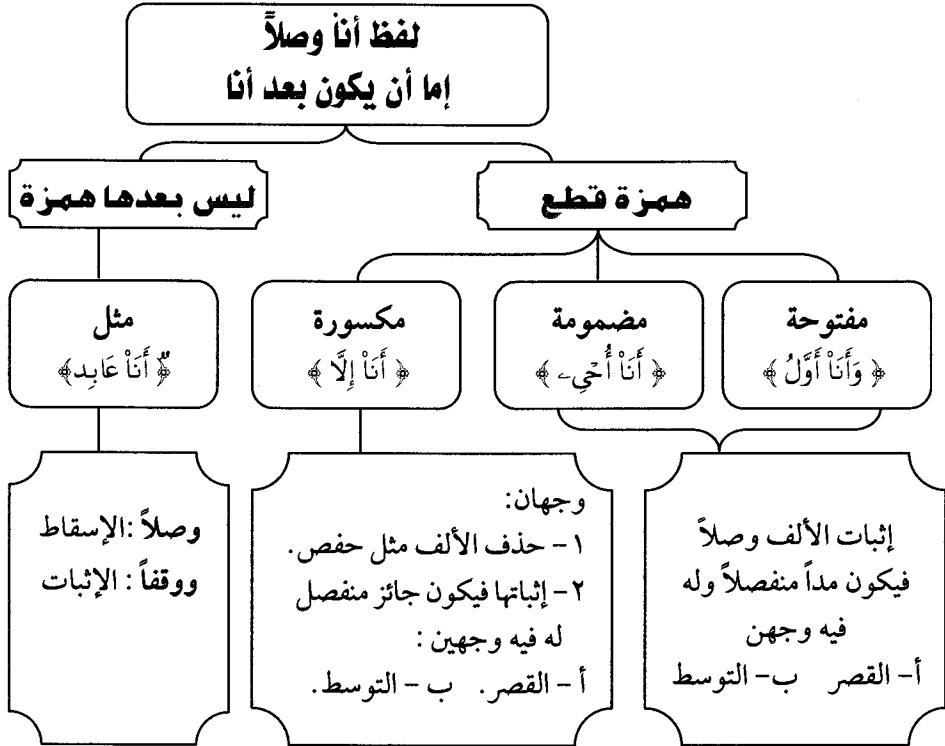 لفظ أنا وصلاً
إما أن يكون بعد أنا
همزة قطع
ليس بعدها همزة
مفتوحة
﴿ وَأَنَا۠ أَوَّلُ ﴾
مضمومة
﴿ أَنَا۠ أُحْيِۦ ﴾
مكسورة
﴿ أَنَا۠ إِلَّا ﴾
مثل
﴿ أَنَا۠ عَابِدٌ ﴾
إثبات الألف وصلاً
فيكون مداً منفصلاً وله
فيه وجهن
أ- القصر ب- التوسط
وجهان:
١- حذف الألف مثل حفص.
٢- إثباتها فيكون جائز منفصل
له فيه وجهين :
أ - القصر. ب - التوسط.
وصلاً :الإسقاط
ووقفاً : الإثبات